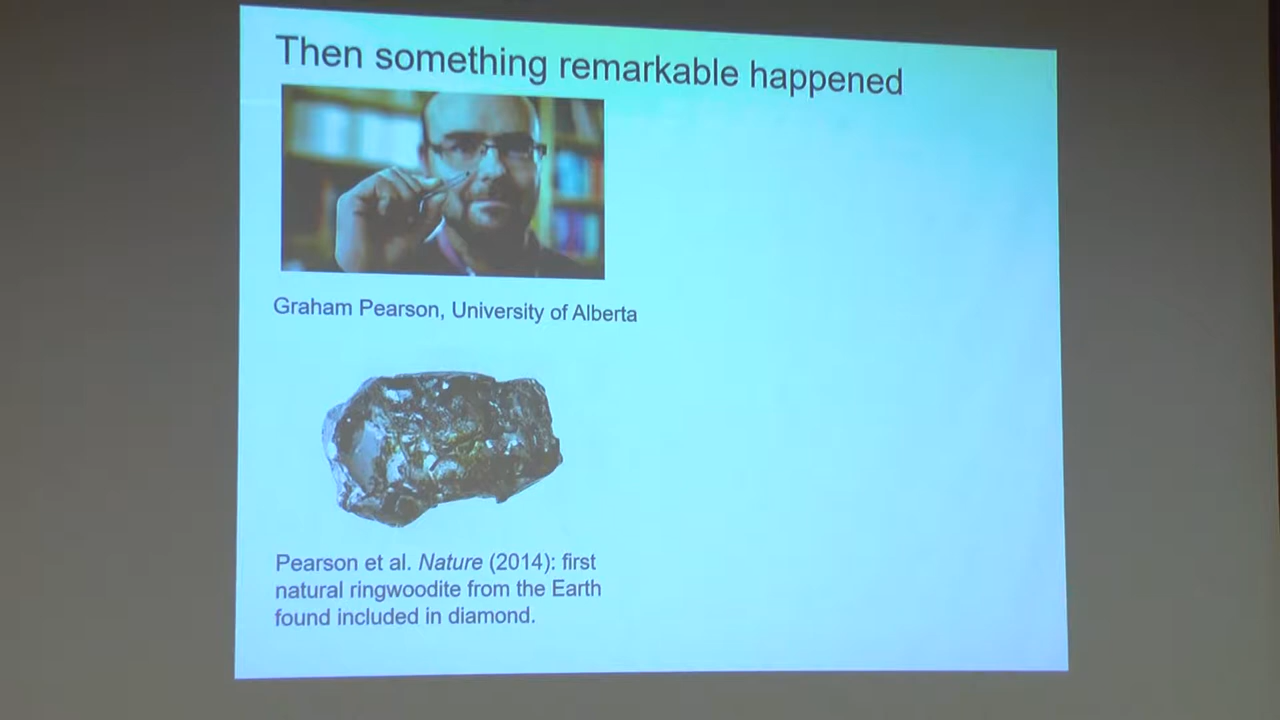 Then something remarkable happened
Graham Pearson, University of Alberta
Pearson et al. Nature (2014): first
natural ringwoodite from the Earth
found included in diamond.